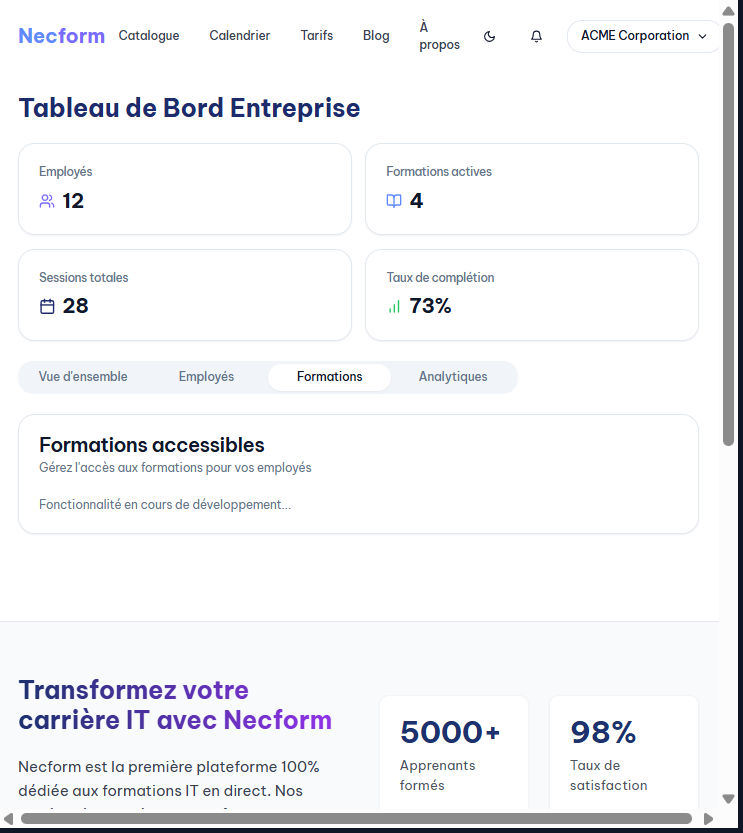 Necform
Catalogue
Calendrier
Tarifs
Blog
À
propos
ACME Corporation
Tableau de Bord Entreprise
Employés
12
Formations actives
4
Sessions totales
28
Taux de complétion
73%
Vue d'ensemble
Employés
Formations
Analytiques
Formations accessibles
Gérez l'accès aux formations pour vos employés
Fonctionnalité en cours de développement...
Transformez votre
carrière IT avec Necform
Necform est la première plateforme 100%
dédiée aux formations IT en direct. Nos
5000+
Apprenants
formés
98%
Taux de
satisfaction